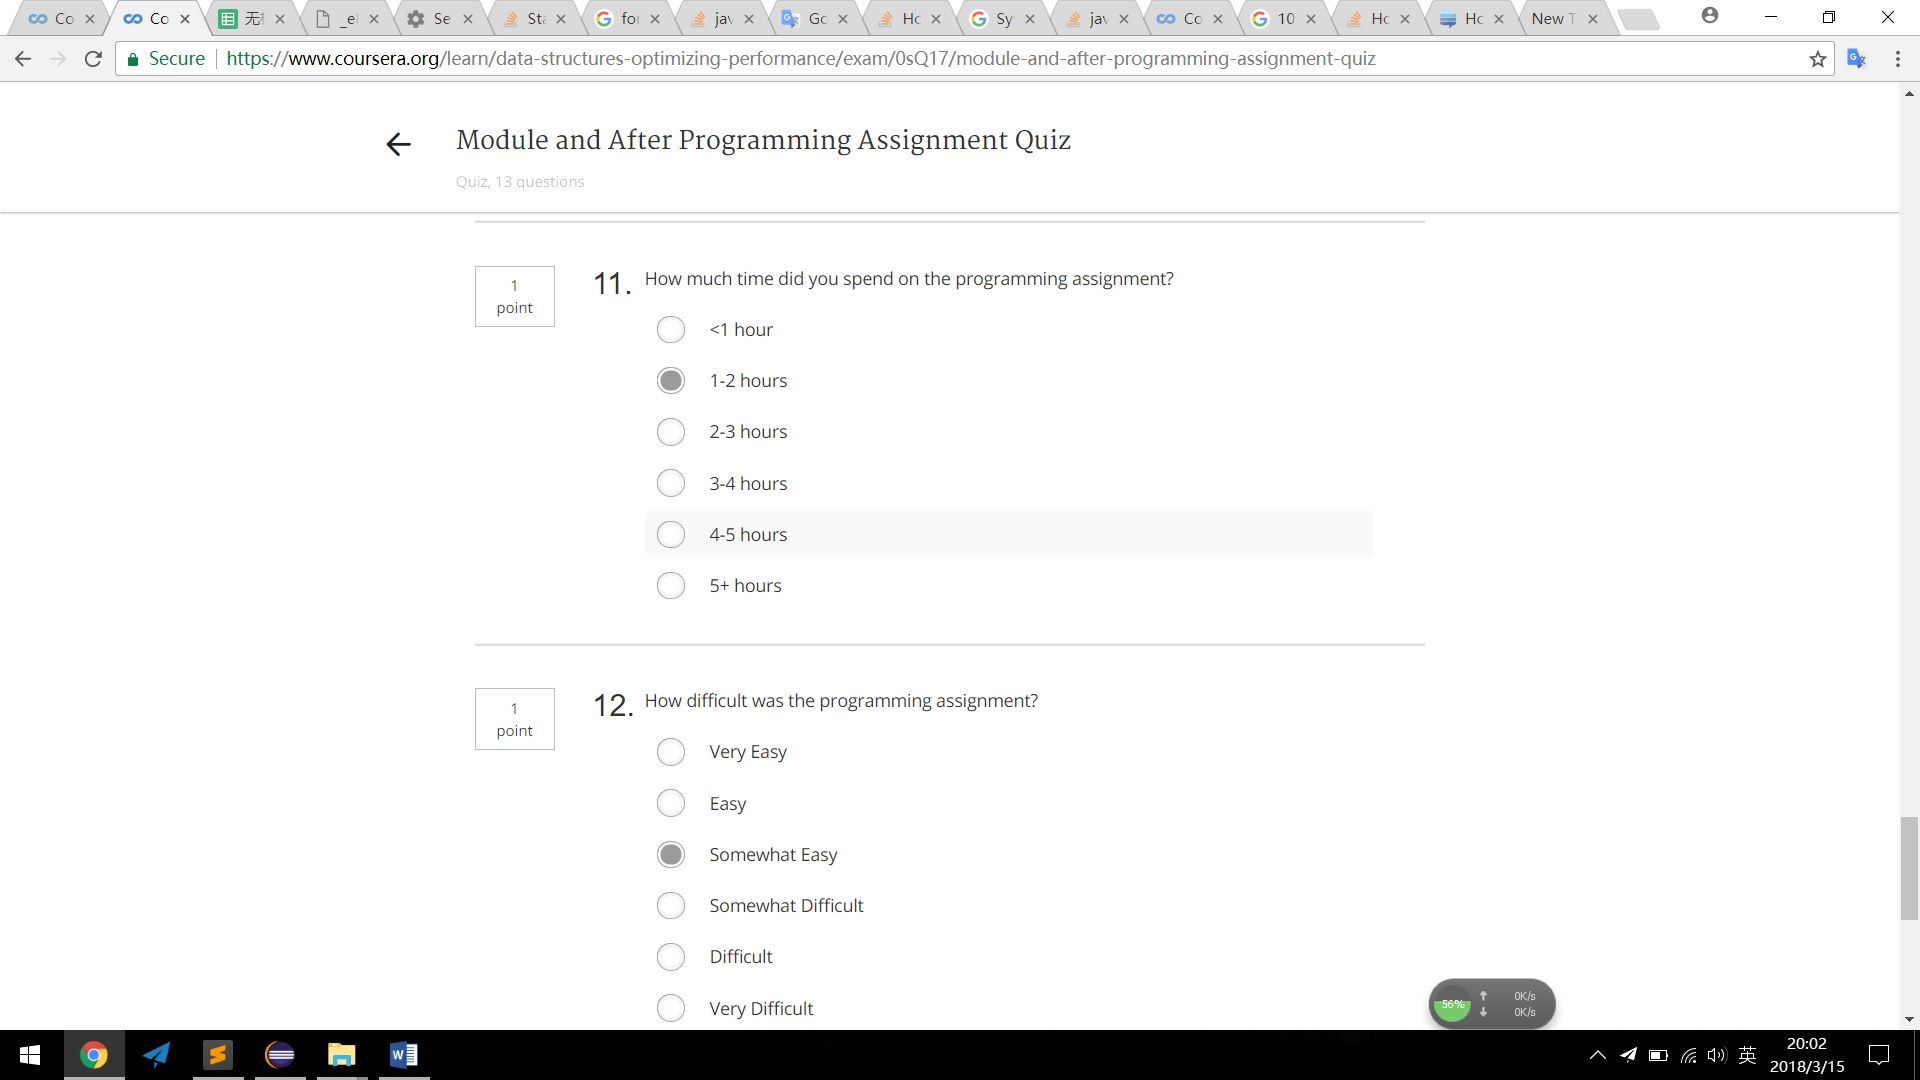 Co Co 无 _e Se Sta for jav Go Ho Sy jav Co 10 Ho Ho New T
Secure https://www.coursera.org/learn/data-structures-optimizing-performance/exam/0sQ17/module-and-after-programming-assignment-quiz
Module and After Programming Assignment Quiz
Quiz, 13 questions
1
point
11. How much time did you spend on the programming assignment?
<1 hour
1-2 hours
2-3 hours
3-4 hours
4-5 hours
5+ hours
1
point
12. How difficult was the programming assignment?
Very Easy
Easy
Somewhat Easy
Somewhat Difficult
Difficult
Very Difficult
56%
0K/s
0K/s
英
20:02
2018/3/15